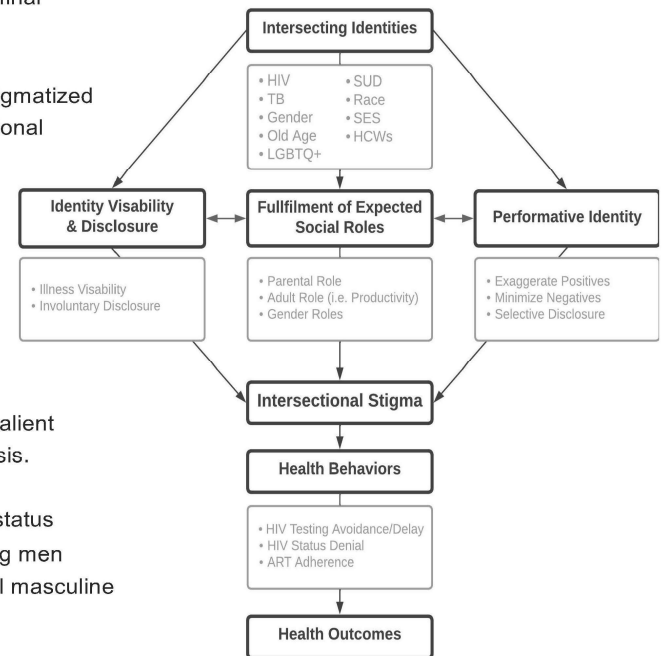 gmatized
onal
alient
sis.
status
g men
l masculine
Intersecting Identities
• HIV
• TB
• Gender
• Old Age
• LGBTQ+
• SUD
• Race
• SES
• HCWs
Identity Visability
& Disclosure
Fullfilment of Expected
Social Roles
Performative Identity
• Illness Visability
• Involuntary Disclosure
• Parental Role
• Adult Role (i.e. Productivity)
• Gender Roles
• Exaggerate Positives
• Minimize Negatives
• Selective Disclosure
Intersectional Stigma
Health Behaviors
• HIV Testing Avoidance/Delay
• HIV Status Denial
• ART Adherence
Health Outcomes